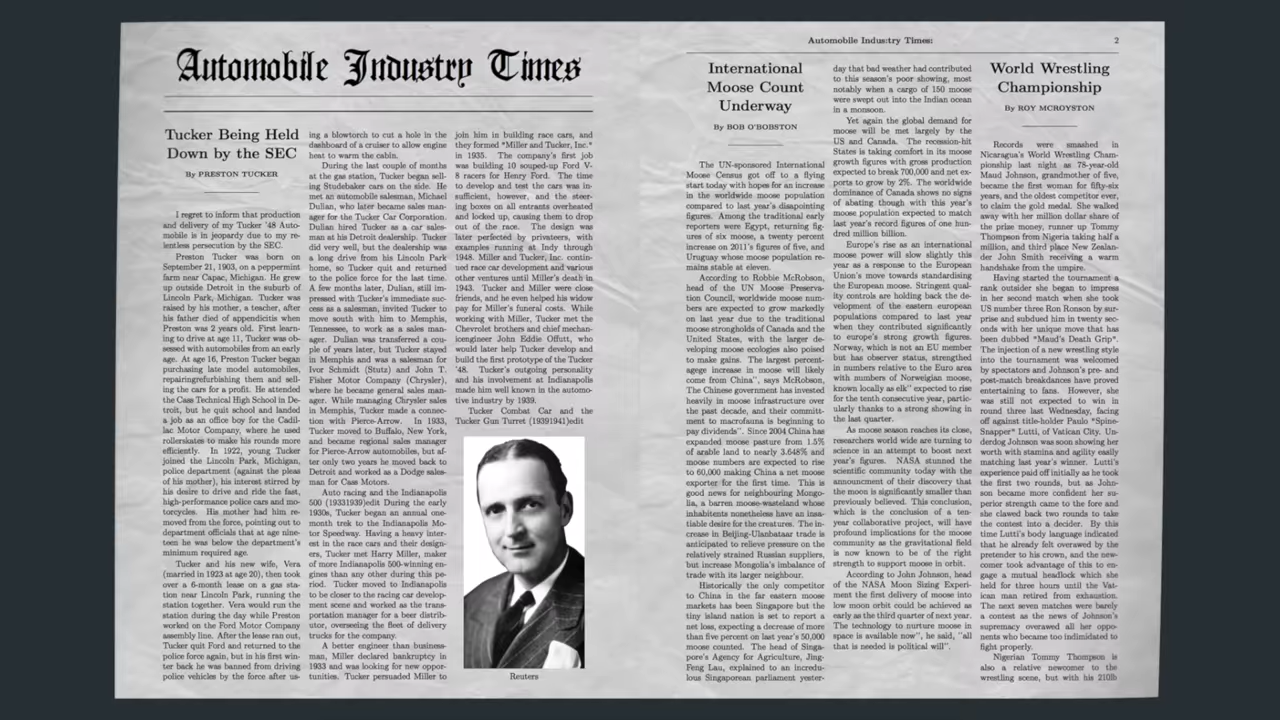 Automobile Industry Times
Tucker Being Held
Down by the SEC
By PRESTON TUCKER
I regret to inform that production
and delivery of my Tucker '48 Auto-
mobile is in jeopardy due to my re-
lentless persecution by the SEC.
Preston Tucker was born on
September 21, 1903, on a peppermint
farm near Capac, Michigan. He grew
up outside Detroit in the suburb of
Lincoln Park, Michigan. Tucker was
raised by his mother, a teacher, after
his father died of appendicitis when
Preston was 2 years old. First learn-
ing to drive at age 11, Tucker was ob-
sessed with automobiles from an early
age. At age 16, Preston Tucker began
purchasing late model automobiles,
repairingrefurbishing them and sell-
ing the cars for a profit. He attended
the Cass Technical High School in De-
troit, but he quit school and landed
a job as an office boy for the Cadil-
lac Motor Company, where he used
rollerskates to make his rounds more
efficiently. In 1922, young Tucker
joined the Lincoln Park, Michigan,
police department (against the pleas
of his mother), his interest stirred by
his desire to drive and ride the fast,
high-performance police cars and mo-
torcycles. His mother had him re-
moved from the force, pointing out to
department officials that at age nine-
teen he was below the department's
minimum required age.
Tucker and his new wife, Vera
(married in 1923 at age 20), then took
over a 6-month lease on a gas sta-
tion near Lincoln Park, running the
station together. Vera would run the
station during the day while Preston
worked on the Ford Motor Company
assembly line. After the lease ran out,
Tucker quit Ford and returned to the
police force again, but in his first win-
ter back he was banned from driving
police vehicles by the force after us-
ing a blowtorch to cut a hole in the
dashboard of a cruiser to allow engine
heat to warm the cabin.
During the last couple of months
at the gas station, Tucker began sell-
ing Studebaker cars on the side. He
met an automobile salesman, Michael
Dulian, who later became sales man-
ager for the Tucker Car Corporation.
Dulian hired Tucker as a car sales-
man at his Detroit dealership. Tucker
did very well, but the dealership was
a long drive from his Lincoln Park
home, so Tucker quit and returned
to the police force for the last time.
A few months later, Dulian, still im-
pressed with Tucker's immediate suc-
cess as a salesman, invited Tucker to
move south with him to Memphis,
Tennessee, to work as a sales man-
ager. Dulian was transferred a cou-
ple of years later, but Tucker stayed
in Memphis and was a salesman for
Ivor Schmidt (Stutz) and John T.
Fisher Motor Company (Chrysler),
where he became general sales man-
ager. While managing Chrysler sales
in Memphis, Tucker made a connec-
tion with Pierce-Arrow. In 1933,
Tucker moved to Buffalo, New York,
and became regional sales manager
for Pierce-Arrow automobiles, but af-
ter only two years he moved back to
Detroit and worked as a Dodge sales-
man for Cass Motors.
Auto racing and the Indianapolis
500 (19331939)edit During the early
1930s, Tucker began an annual one-
month trek to the Indianapolis Mo-
tor Speedway. Having a heavy inter-
est in the race cars and their design-
ers, Tucker met Harry Miller, maker
of more Indianapolis 500-winning en-
gines than any other during this pe-
riod. Tucker moved to Indianapolis
to be closer to the racing car develop-
ment scene and worked as the trans-
portation manager for a beer distrib-
utor, overseeing the fleet of delivery
trucks for the company.
A better engineer than business-
man, Miller declared bankruptcy in
1933 and was looking for new oppor-
tunities. Tucker persuaded Miller to
join him in building race cars, and
they formed "Miller and Tucker, Inc."
in 1935. The company's first job
was building 10 souped-up Ford V-
8 racers for Henry Ford. The time
to develop and test the cars was in-
sufficient, however, and the steer-
ing boxes on all entrants overheated
and locked up, causing them to drop
out of the race. The design was
later perfected by privateers, with
examples running at Indy through
1948. Miller and Tucker, Inc. contin-
ued race car development and various
other ventures until Miller's death in
1943. Tucker and Miller were close
friends, and he even helped his widow
pay for Miller's funeral costs. While
working with Miller, Tucker met the
Chevrolet brothers and chief mechan-
icengineer John Eddie Offutt, who
would later help Tucker develop and
build the first prototype of the Tucker
'48. Tucker's outgoing personality
and his involvement at Indianapolis
made him well known in the automo-
tive industry by 1939.
Tucker Combat Car and the
Tucker Gun Turret (19391941)edit
Reuters
Automobile Indus:try Times:
2
International
Moose Count
Underway
By BOB O'BOBSTON
The UN-sponsored International
Moose Census got off to a flying
start today with hopes for an increase
in the worldwide moose population
compared to last year's disapointing
figures. Among the traditional early
reporters were Egypt, returning fig-
ures of six moose, a twenty percent
increase on 2011's figures of five, and
Uruguay whose moose population re-
mains stable at eleven.
According to Robbie McRobson,
head of the UN Moose Preserva-
tion Council, worldwide moose num-
bers are expected to grow markedly
on last year due to the traditional
moose strongholds of Canada and the
United States, with the larger de-
veloping moose ecologies also poised
to make gains. The largest percent-
agege increase in moose will likely
come from China", says McRobson,
The Chinese government has invested
heavily in moose infrastructure over
the past decade, and their committ-
ment to macrofauna is beginning to
pay dividends". Since 2004 China has
expanded moose pasture from 1.5%
of arable land to nearly 3.648% and
moose numbers are expected to rise
to 60,000 making China a net moose
exporter for the first time. This is
good news for neighbouring Mongo-
lia, a barren moose-wasteland whose
inhabitants nonetheless have an insa-
tiable desire for the creatures. The in-
crease in Beijing-Ulanbataar trade is
anticipated to relieve pressure on the
relatively strained Russian suppliers,
but increase Mongolia's imbalance of
trade with its larger neighbour.
Historically the only competitor
to China in the far eastern moose
markets has been Singapore but the
tiny island nation is set to report a
net loss, expecting a decrease of more
than five percent on last year's 50,000
moose counted. The head of Singa-
pore's Agency for Agriculture, Jing-
Feng Lau, explained to an incredu-
lous Singaporean parliament yester-
day that bad weather had contributed
to this season's poor showing, most
notably when a cargo of 150 moose
were swept out into the Indian ocean
in a monsoon.
Yet again the global demand for
moose will be met largely by the
US and Canada. The recession-hit
States is taking comfort in its moose
growth figures with gross production
expected to break 700,000 and net ex-
ports to grow by 2%. The worldwide
dominance of Canada shows no signs
of abating though with this year's
moose population expected to match
last year's record figures of one hun-
dred million billion.
Europe's rise as an international
moose power will slow slightly this
year as a response to the European
Union's move towards standardising
the European moose. Stringent qual-
ity controls are holding back the de-
velopment of the eastern european
populations compared to last year
when they contributed significantly
to europe's strong growth figures.
Norway, which is not an EU member
but has observer status, strengthed
in numbers relative to the Euro area
with numbers of Norwegian moose,
known locally as elk" expected to rise
for the tenth consecutive year, partic-
ularly thanks to a strong showing in
the last quarter.
As moose season reaches its close,
researchers world wide are turning to
science in an attempt to boost next
year's figures. NASA stunned the
scientific community today with the
announcement of their discovery that
the moon is significantly smaller than
previously believed. This conclusion,
which is the conclusion of a ten-
year collaborative project, will have
profound implications for the moose
community as the gravitational field
is now known to be of the right
strength to support moose in orbit.
According to John Johnson, head
of the NASA Moon Sizing Experi-
ment the first delivery of moose into
low moon orbit could be achieved as
early as the third quarter of next year.
The technology to nurture moose in
space is available now", he said, "all
that is needed is political will".
World Wrestling
Championship
By ROY MCROYSTON
Records were smashed in
Nicaragua's World Wrestling Cham-
pionship last night as 78-year-old
Maud Johnson, grandmother of five,
became the first woman for fifty-six
years, and the oldest competitor ever,
to claim the gold medal. She walked
away with her million dollar share of
the prize money, runner up Tommy
Thompson from Nigeria taking half a
million, and third place New Zealan-
der John Smith receiving a warm
handshake from the umpire.
Having started the tournament a
rank outsider she began to impress
in her second match when she took
US number three Ron Ronson by sur-
prise and subdued him in twenty sec-
onds with her unique move that has
been dubbed "Maud's Death Grip".
The injection of a new wrestling style
into the tournament was welcomed
by spectators and Johnson's pre- and
post-match breakdances have proved
entertaining to fans. However, she
was still not expected to win in
round three last Wednesday, facing
off against title-holder Paulo "Spine-
Snapper" Lutti, of Vatican City. Un-
derdog Johnson was soon showing her
worth with stamina and agility easily
matching last year's winner. Lutti's
experience paid off initially as he took
the first two rounds, but as John-
son became more confident her su-
perior strength came to the fore and
she clawed back two rounds to take
the contest into a decider. By this
time Lutti's body language indicated
that he already felt overawed by the
pretender to his crown, and the new-
comer took advantage of this to en-
gage a mutual headlock which she
held for three hours until the Vat-
ican man retired from exhaustion.
The next seven matches were barely
a contest as the news of Johnson's
supremacy overawed all her oppo-
nents who became too indimidated to
fight properly.
Nigerian Tommy Thompson is
also a relative newcomer to the
wrestling scene, but with his 210lb